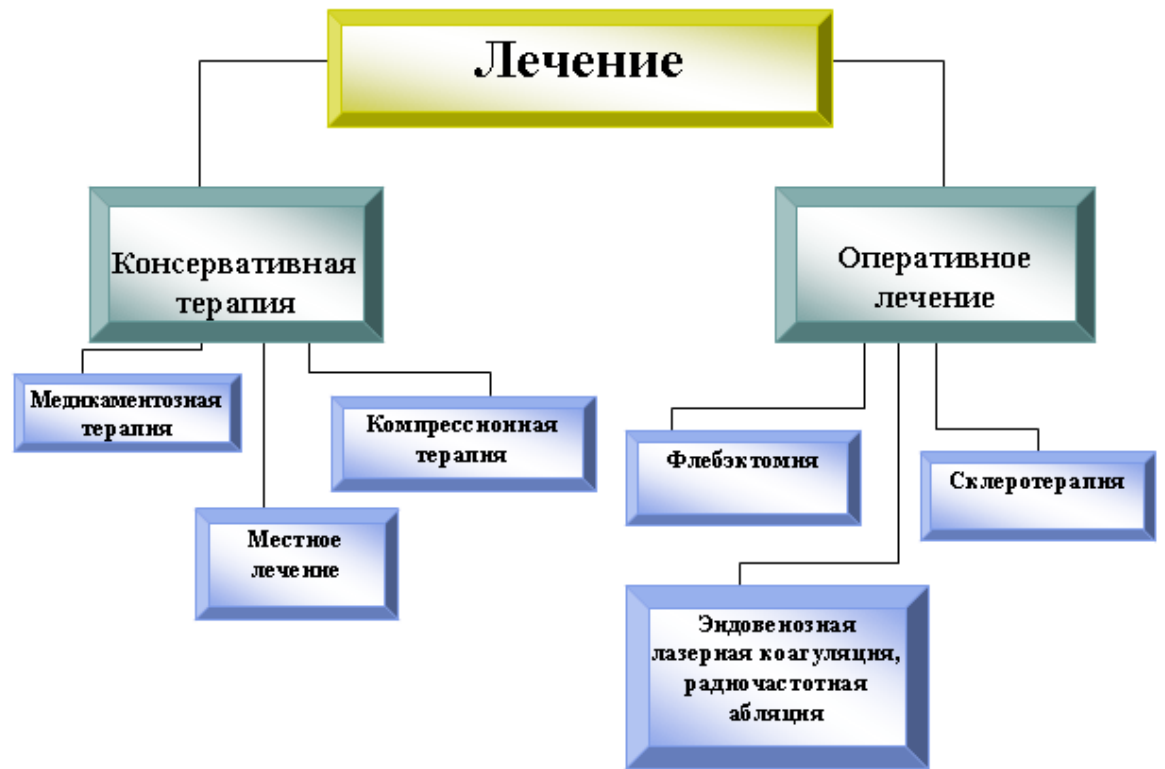 Лечение
Консервативная
терапия
Оперативное
лечение
Медикаментозная
терапия
Компрессионная
терапия
Местное
лечение
Флебэктомия
Склеротерапия
Эндовенозная
лазерная коагуляция,
радиочастотная
абляция